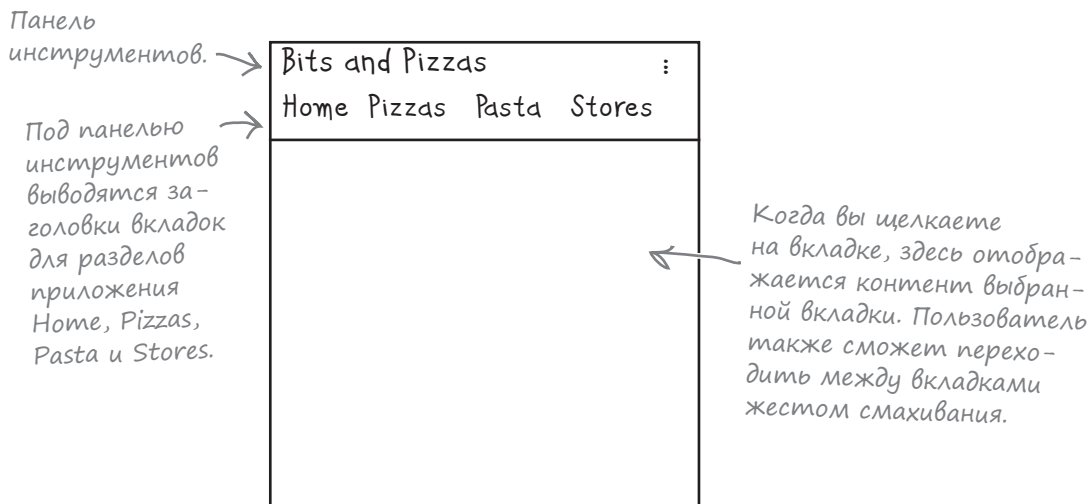 Панель
инструментов.
Bits and Pizzas
Home Pizzas Pasta Stores
Под панелью
инструментов
выводятся за-
головки вкладок
для разделов
приложения
Home, Pizzas,
Pasta и Stores.
Когда вы щелкаете
на вкладке, здесь отобра-
жается контент выбран-
ной вкладки. Пользователь
также сможет перехо-
дить между вкладками
жестом смахивания.